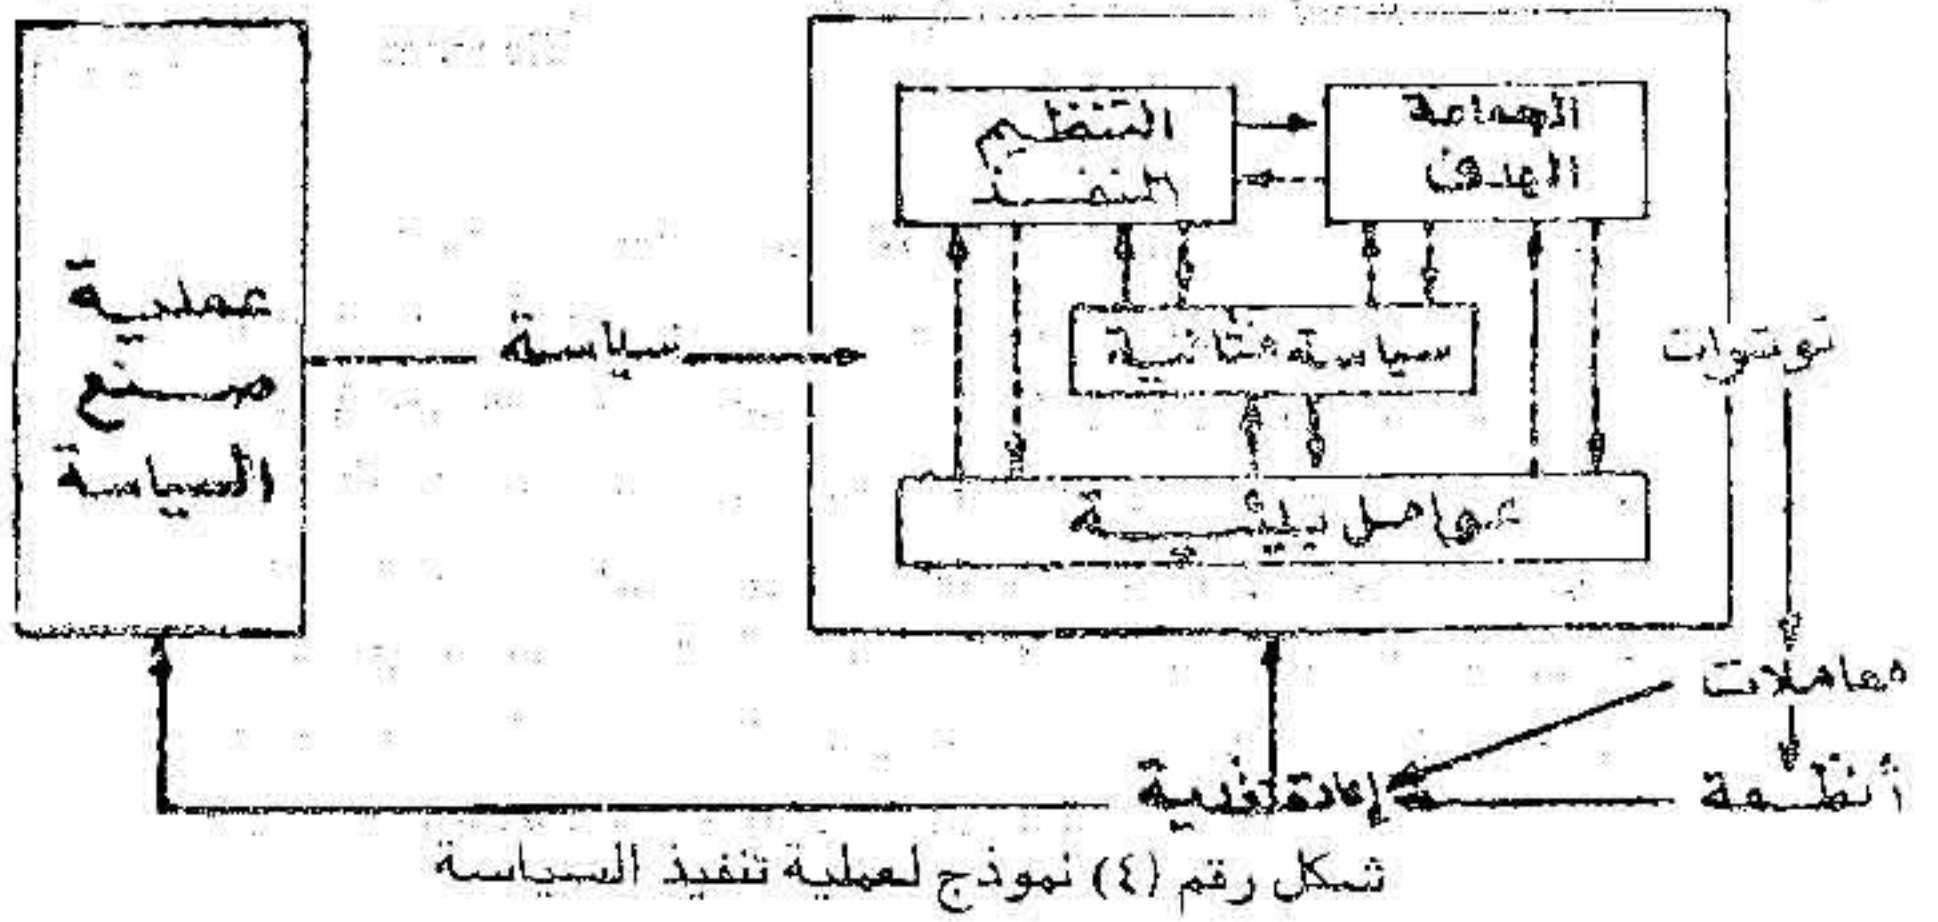 عملية
صنع
السياسة
سياسة
التنظيم
المنفـذ
الجماعة
الهدف
سياسة مثالية
عوامل بيئية
توترات
معاملات
أنظمة
إعادة تغذية
شكل رقم (٤) نموذج لعملية تنفيذ السياسة